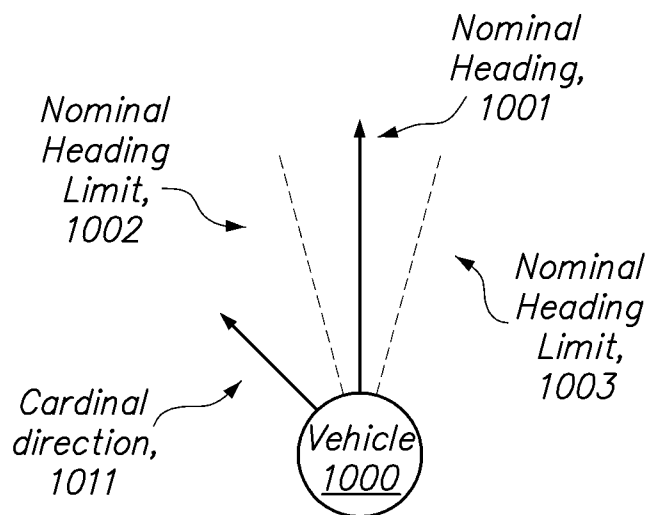 Nominal
Heading,
1001
Nominal
Heading
Limit,
1002
Nominal
Heading
Limit,
1003
Cardinal
direction,
1011
Vehicle
1000